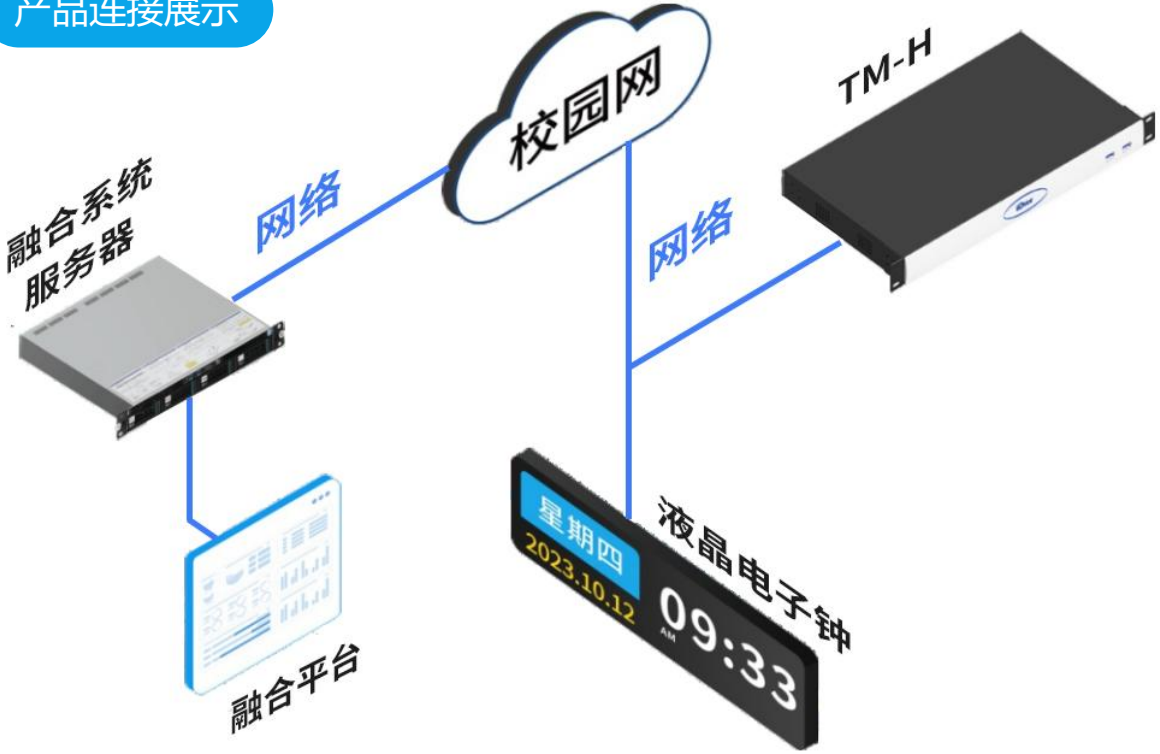 产品连接展示
校园网
TM-H
融合系统
服务器
网络
网络
液晶电子钟
星期四
2023.10.12
AM
09:33
融合平台